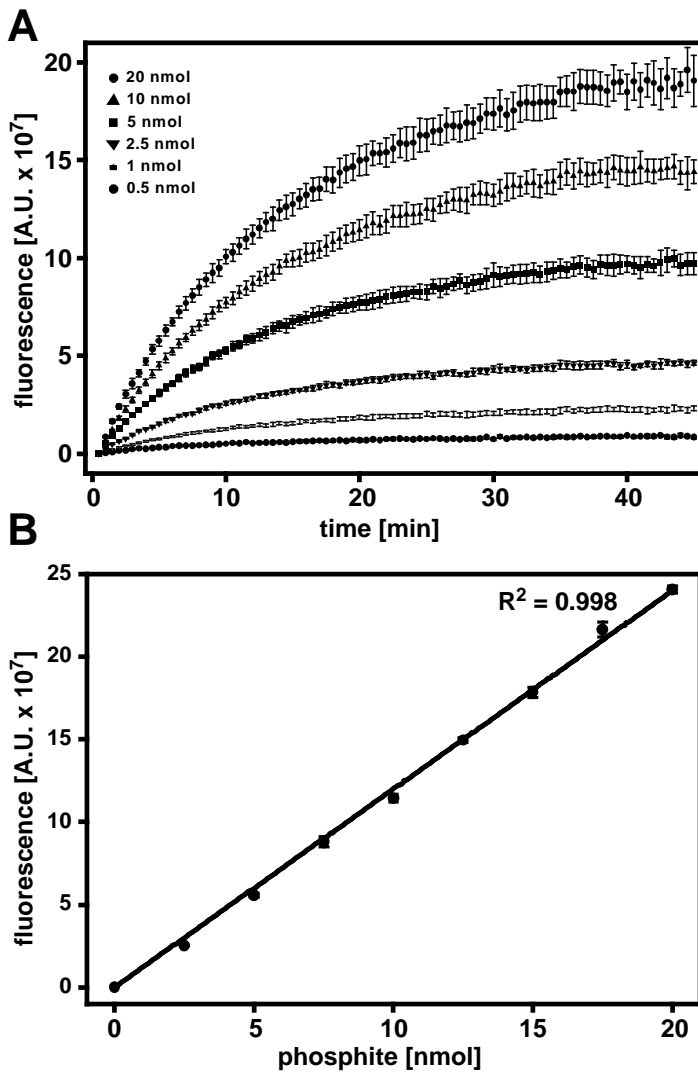 A
20
15
10
5
0
fluorescence [A.U. x 10⁷]
20 nmol
10 nmol
5 nmol
2.5 nmol
1 nmol
0.5 nmol
0 10 20 30 40
time [min]
B
25
20
15
10
5
0
fluorescence [A.U. x 10⁷]
R² = 0.998
0 5 10 15 20
phosphite [nmol]